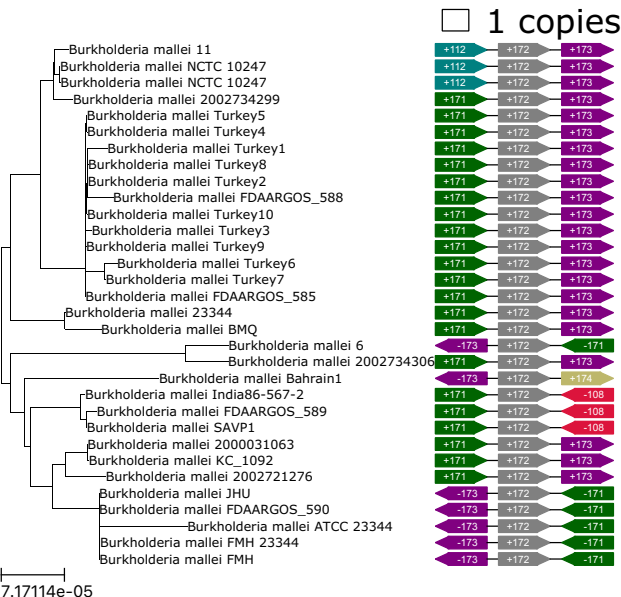 1 copies
Burkholderia mallei 11 +112 +172 +173
Burkholderia mallei NCTC 10247 +112 +172 +173
Burkholderia mallei NCTC 10247 +112 +172 +173
Burkholderia mallei 2002734299 +171 +172 +173
Burkholderia mallei Turkey5 +171 +172 +173
Burkholderia mallei Turkey4 +171 +172 +173
Burkholderia mallei Turkey1 +171 +172 +173
Burkholderia mallei Turkey8 +171 +172 +173
Burkholderia mallei Turkey2 +171 +172 +173
Burkholderia mallei FDAARGOS_588 +171 +172 +173
Burkholderia mallei Turkey10 +171 +172 +173
Burkholderia mallei Turkey3 +171 +172 +173
Burkholderia mallei Turkey9 +171 +172 +173
Burkholderia mallei Turkey6 +171 +172 +173
Burkholderia mallei Turkey7 +171 +172 +173
Burkholderia mallei FDAARGOS_585 +171 +172 +173
Burkholderia mallei 23344 +171 +172 +173
Burkholderia mallei BMQ +171 +172 +173
Burkholderia mallei 6 -173 +172 -171
Burkholderia mallei 2002734306 +171 +172 +173
Burkholderia mallei Bahrain1 -173 +172 +174
Burkholderia mallei India86-567-2 +171 +172 -108
Burkholderia mallei FDAARGOS_589 +171 +172 -108
Burkholderia mallei SAVP1 +171 +172 -108
Burkholderia mallei 2000031063 +171 +172 +173
Burkholderia mallei KC_1092 +171 +172 +173
Burkholderia mallei 2002721276 +171 +172 +173
Burkholderia mallei JHU -173 +172 -171
Burkholderia mallei FDAARGOS_590 -173 +172 -171
Burkholderia mallei ATCC 23344 -173 +172 -171
Burkholderia mallei FMH 23344 -173 +172 -171
Burkholderia mallei FMH -173 +172 -171
7.17114e-05